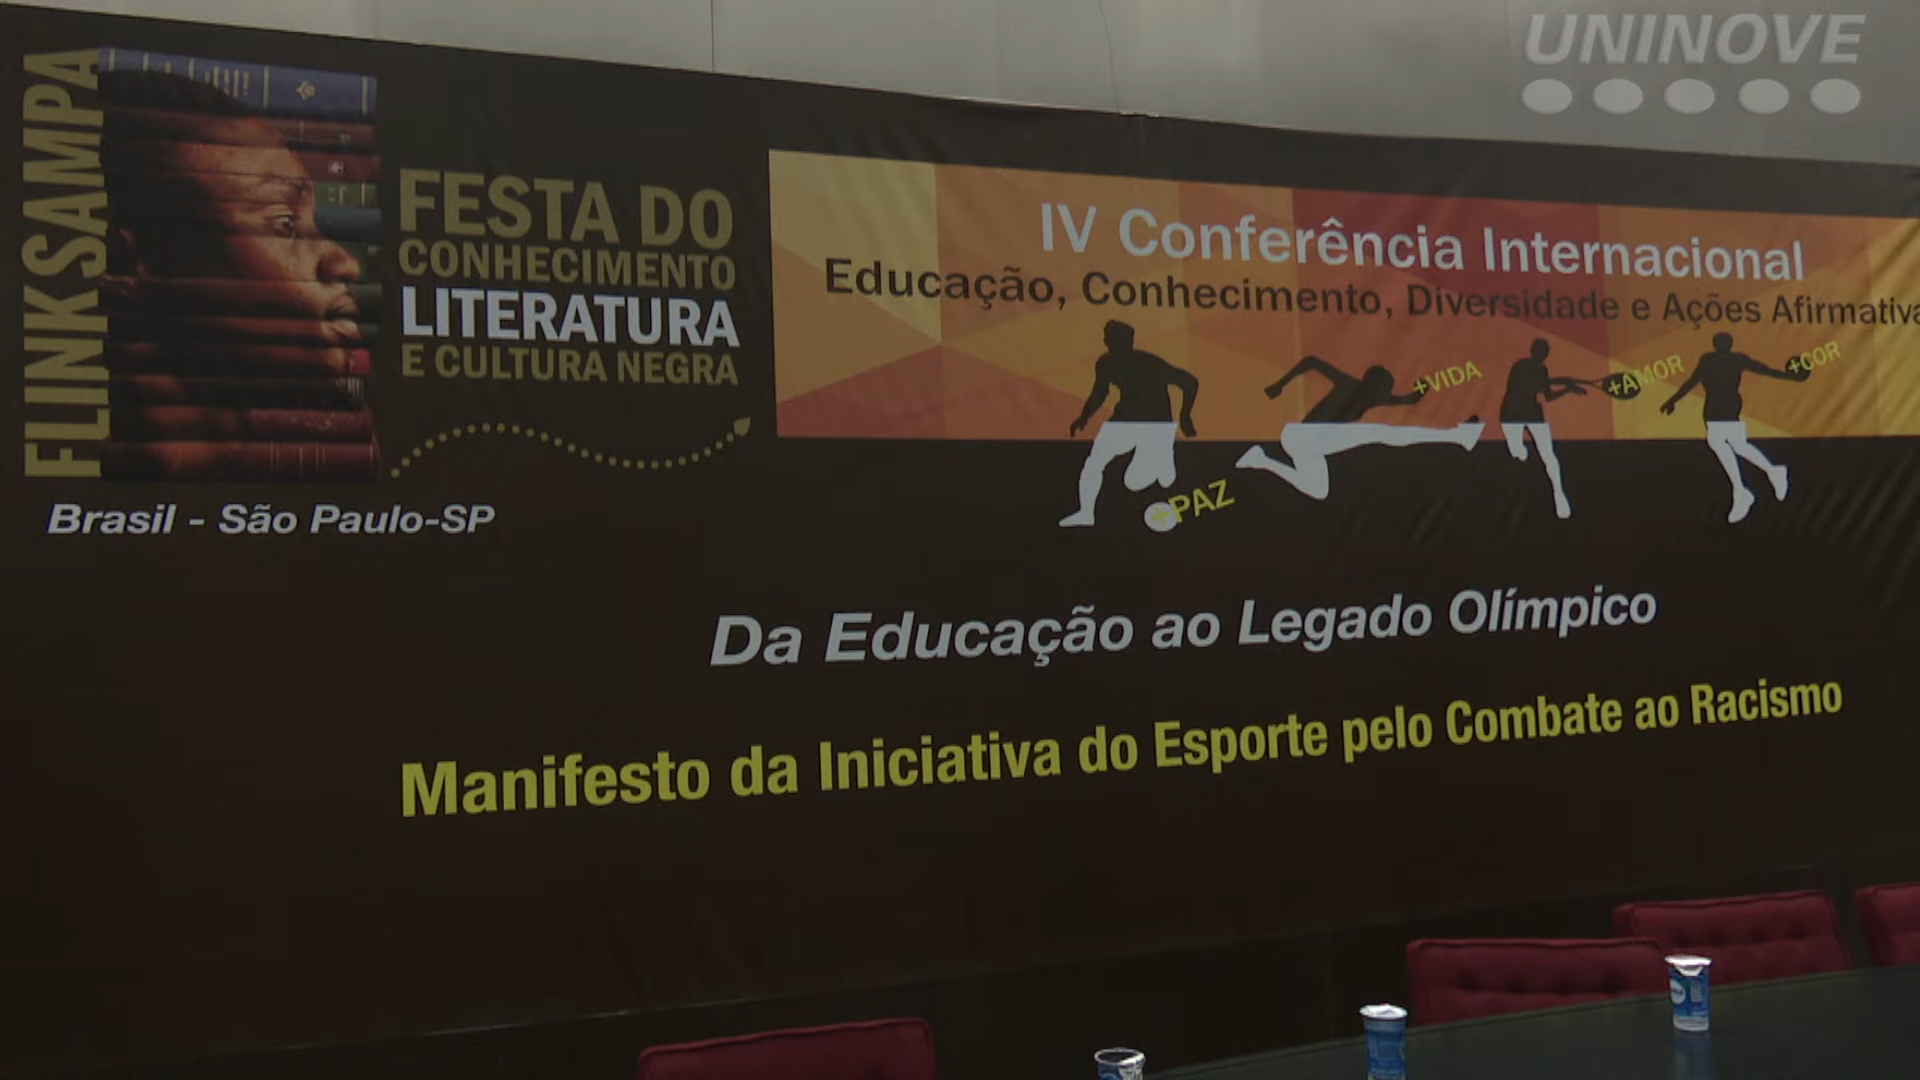 UNINOVE
FLINKSAMPA
FESTA DO
CONHECIMENTO
LITERATURA
E CULTURA NEGRA
Brasil - São Paulo-SP
IV Conferência Internacional
Educação, Conhecimento, Diversidade e Ações Afirmativa
+VIDA
+AMOR
+COR
+PAZ
Da Educação ao Legado Olímpico
Manifesto da Iniciativa do Esporte pelo Combate ao Racismo